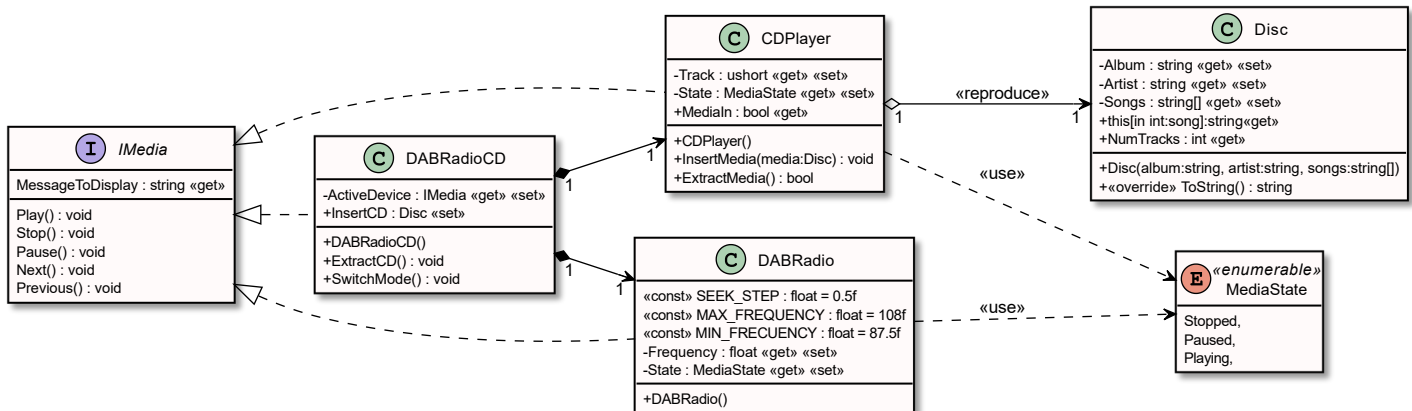 I IMedia
MessageToDisplay : string «get»
Play() : void
Stop() : void
Pause() : void
Next() : void
Previous() : void
C DABRadioCD
-ActiveDevice : IMedia «get» «set»
+InsertCD : Disc «set»
+DABRadioCD()
+ExtractCD() : void
+SwitchMode() : void
1
1
1
1
C CDPlayer
-Track : ushort «get» «set»
-State : MediaState «get» «set»
+MediaIn : bool «get»
+CDPlayer()
+InsertMedia(media:Disc) : void
+ExtractMedia() : bool
C DABRadio
«const» SEEK_STEP : float = 0.5f
«const» MAX_FREQUENCY : float = 108f
«const» MIN_FRECUENCY : float = 87.5f
-Frequency : float «get» «set»
-State : MediaState «get» «set»
+DABRadio()
1
«reproduce»
1
«use»
«use»
C Disc
-Album : string «get» «set»
-Artist : string «get» «set»
-Songs : string[] «get» «set»
+this[in int:song]:string«get»
+NumTracks : int «get»
+Disc(album:string, artist:string, songs:string[])
+«override» ToString() : string
E «enumerable»
MediaState
Stopped,
Paused,
Playing,